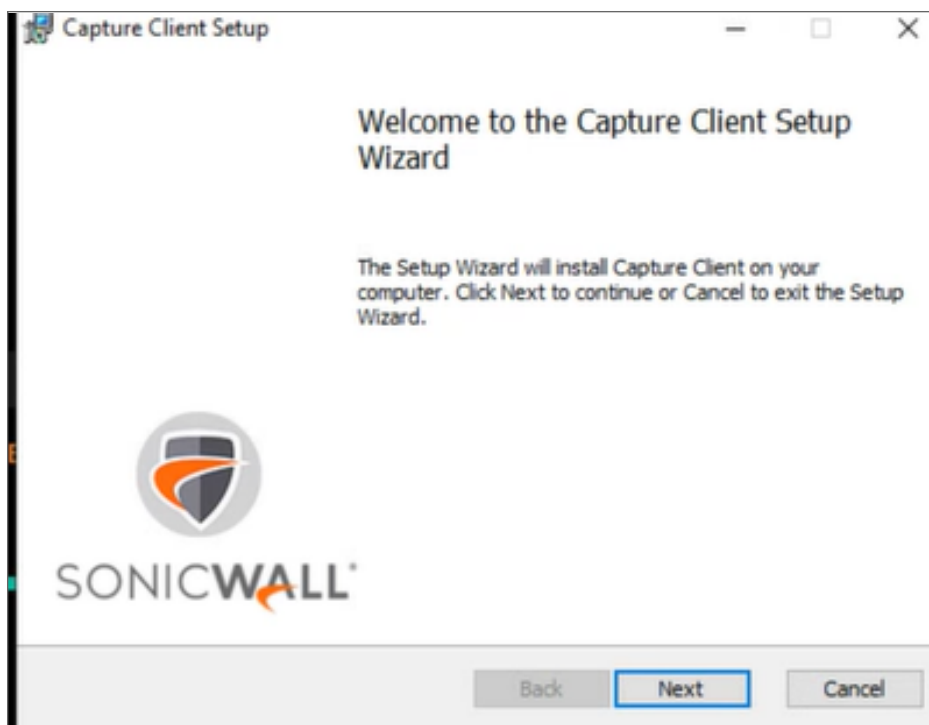 Capture Client Setup
Welcome to the Capture Client Setup
Wizard
The Setup Wizard will install Capture Client on your
computer. Click Next to continue or Cancel to exit the Setup
Wizard.
SONICWALL
Back
Next
Cancel